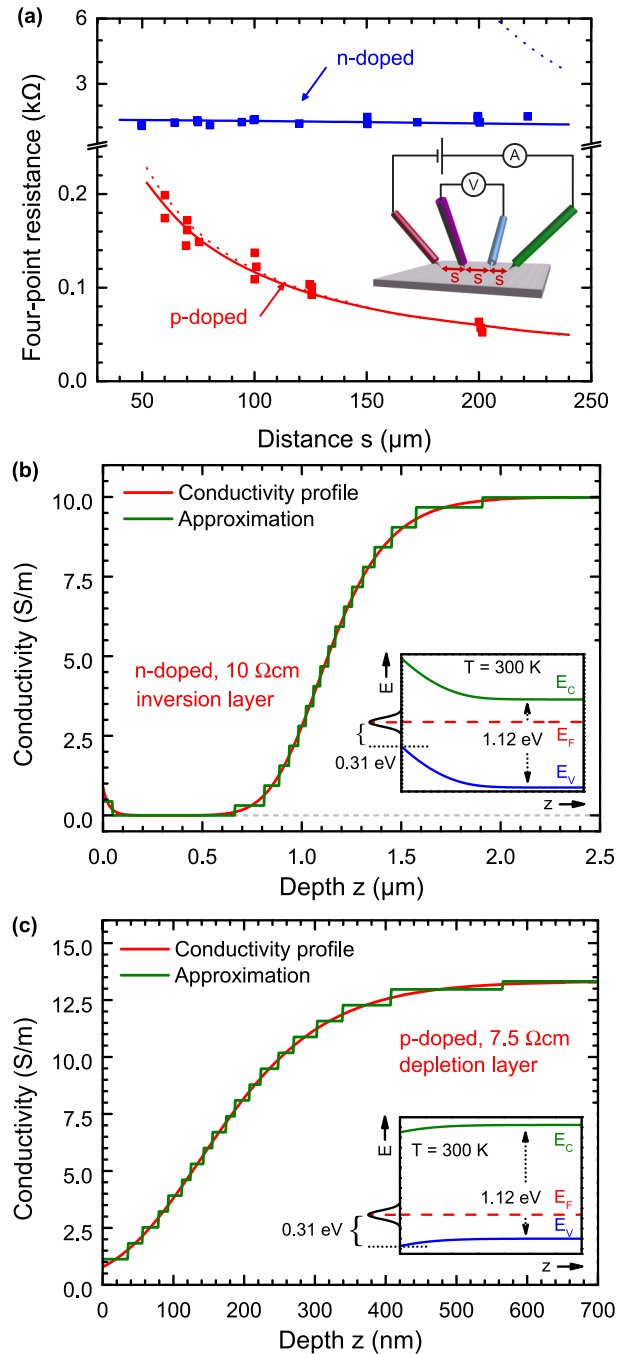 (a)
6
3
0.2
0.1
0.0
Four-point resistance (kΩ)
n-doped
p-doped
A
V
S S S
50 100 150 200 250
Distance s (µm)
(b)
10.0
7.5
5.0
2.5
0.0
Conductivity (S/m)
Conductivity profile
Approximation
n-doped, 10 Ωcm
inversion layer
E
T = 300 K
E_C
E_F
1.12 eV
0.31 eV
E_V
z
0.0 0.5 1.0 1.5 2.0 2.5
Depth z (µm)
(c)
15.0
12.5
10.0
7.5
5.0
2.5
0.0
Conductivity (S/m)
Conductivity profile
Approximation
p-doped, 7.5 Ωcm
depletion layer
E
E_C
T = 300 K
1.12 eV
E_F
0.31 eV
E_V
z
0 100 200 300 400 500 600 700
Depth z (nm)